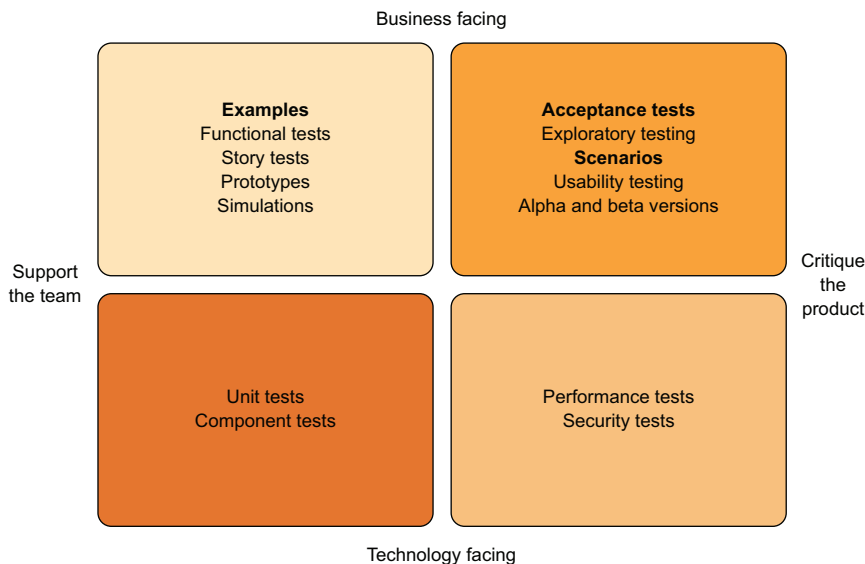 Business facing
Examples
Functional tests
Story tests
Prototypes
Simulations
Acceptance tests
Exploratory testing
Scenarios
Usability testing
Alpha and beta versions
Support
the team
Critique
the
product
Unit tests
Component tests
Performance tests
Security tests
Technology facing